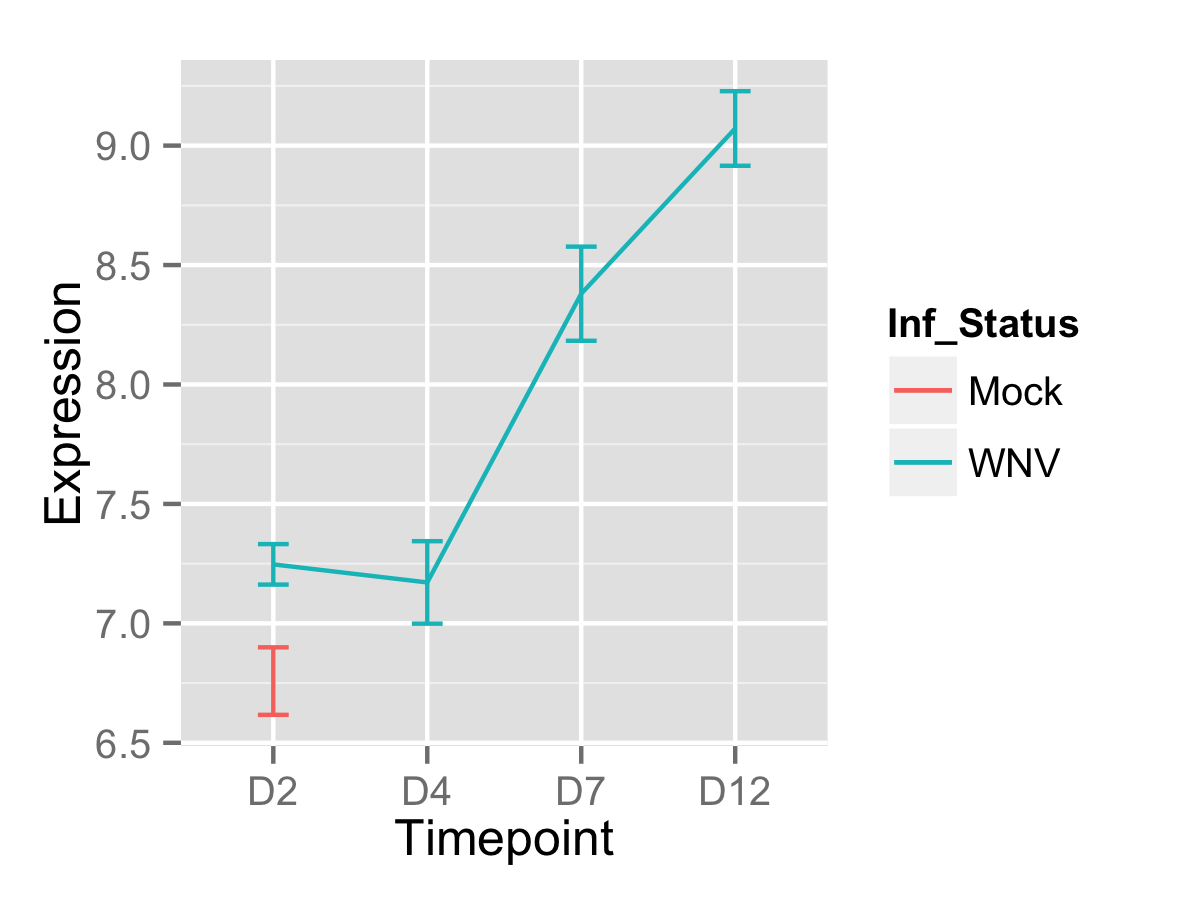 Expression
9.0
8.5
8.0
7.5
7.0
6.5
D2 D4 D7 D12
Timepoint
Inf_Status
Mock
WNV